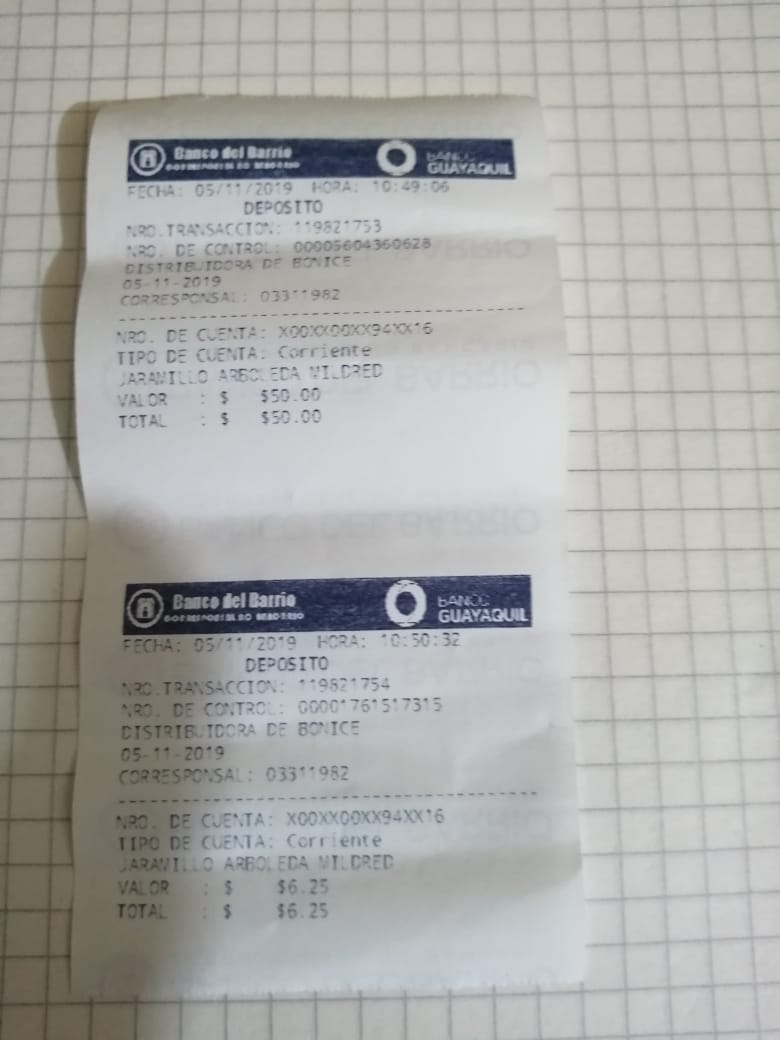 Banco del Barrio
BANCO
GUAYAQUIL
FECHA: 05/11/2019 HORA: 10:49:06
DEPOSITO
NRO.TRANSACCION: 119821753
NRO. DE CONTROL: 00005604360628
DISTRIBUIDORA DE BONICE
05-11-2019
CORRESPONSAL: 03311982
NRO. DE CUENTA: X00XX00XX94XX16
TIPO DE CUENTA: Corriente
JARAMILLO ARBOLEDA MILDRED
VALOR : $ $50.00
TOTAL : $ $50.00
BANCO DEL BARRIO
Banco del Barrio
BANCO
GUAYAQUIL
FECHA: 05/11/2019 HORA: 10:50:32
DEPOSITO
NRO.TRANSACCION: 119821754
NRO. DE CONTROL: 00001761517315
DISTRIBUIDORA DE BONICE
05-11-2019
CORRESPONSAL: 03311982
NRO. DE CUENTA: X00XX00XX94XX16
TIPO DE CUENTA: Corriente
JARAMILLO ARBOLEDA MILDRED
VALOR : $ $6.25
TOTAL : $ $6.25